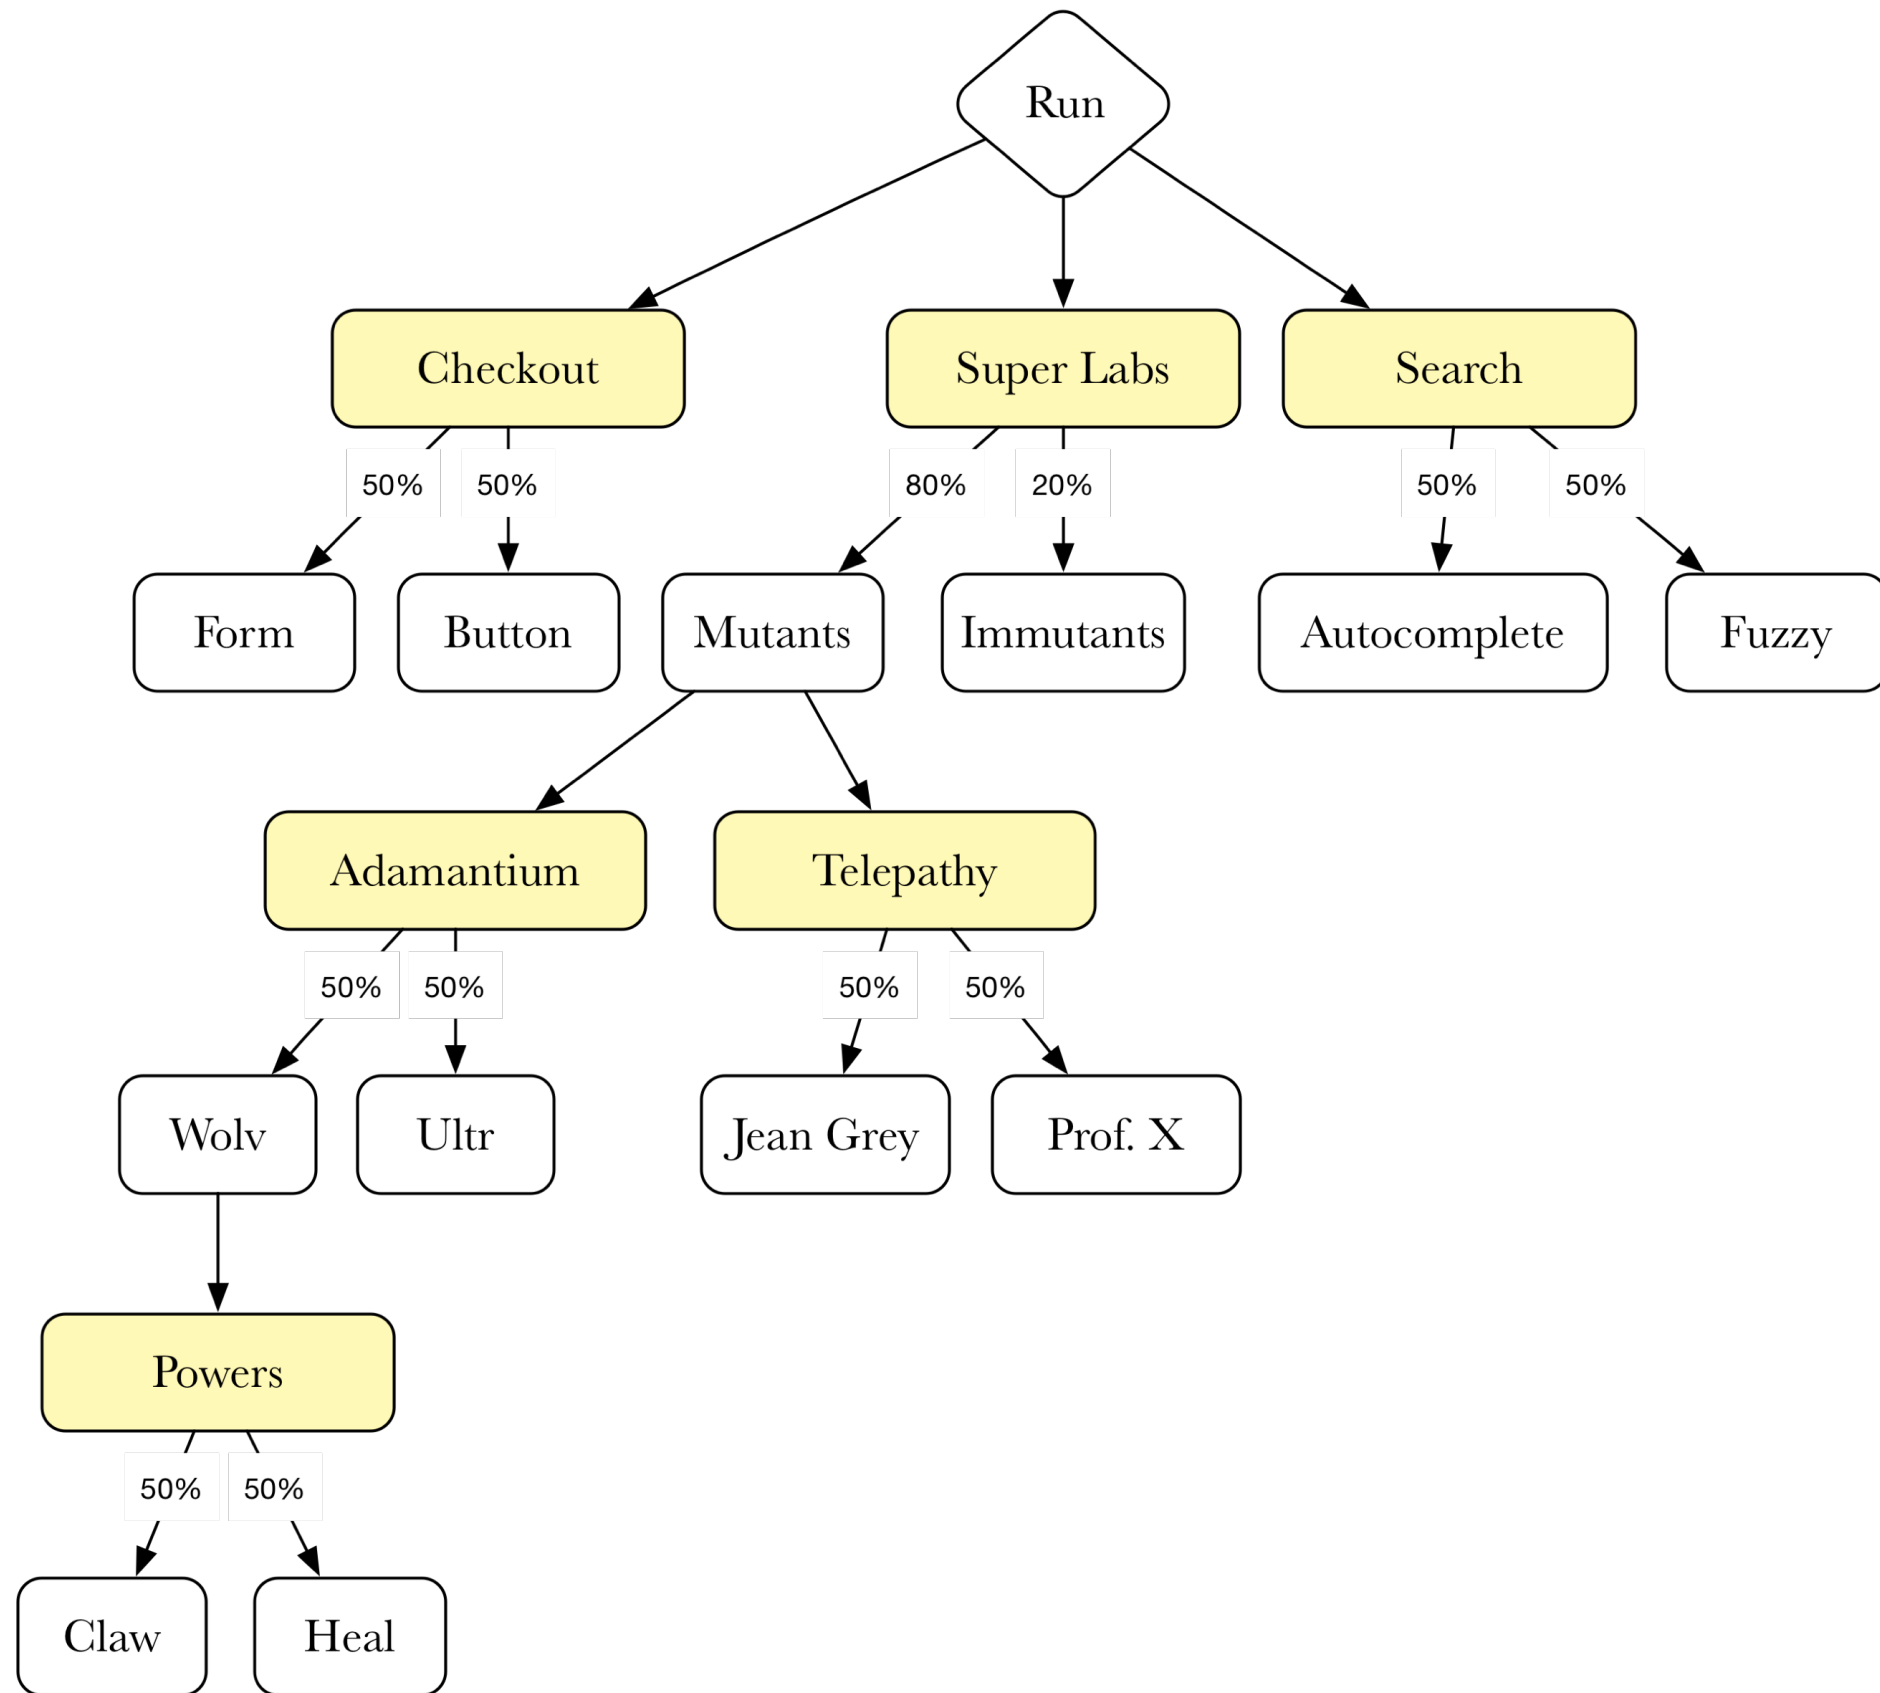 Run
Checkout
Super Labs
Search
50%
50%
80%
20%
50%
50%
Form
Button
Mutants
Immutants
Autocomplete
Fuzzy
Adamantium
Telepathy
50%
50%
50%
50%
Wolv
Ultr
Jean Grey
Prof. X
Powers
50%
50%
Claw
Heal